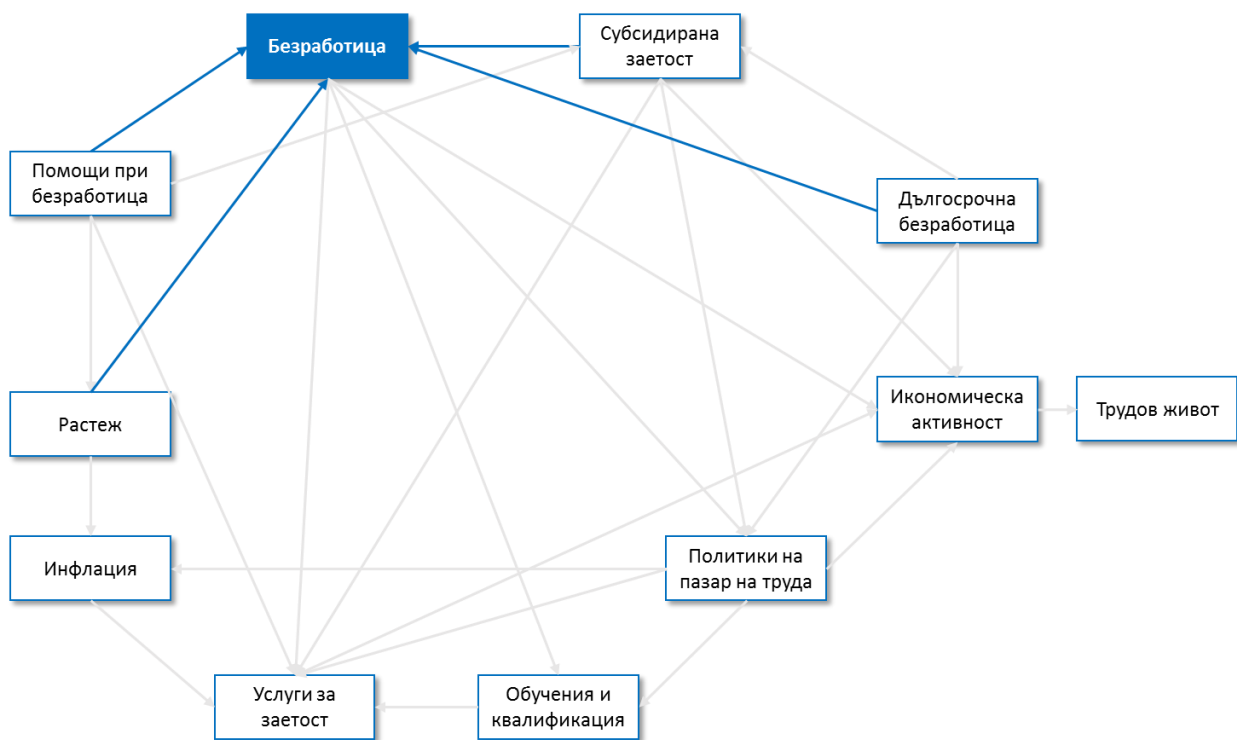 Безработица
Субсидирана
заетост
Помощи при
безработица
Дългосрочна
безработица
Растеж
Икономическа
активност
Трудов живот
Инфлация
Политики на
пазар на труда
Услуги за
заетост
Обучения и
квалификация